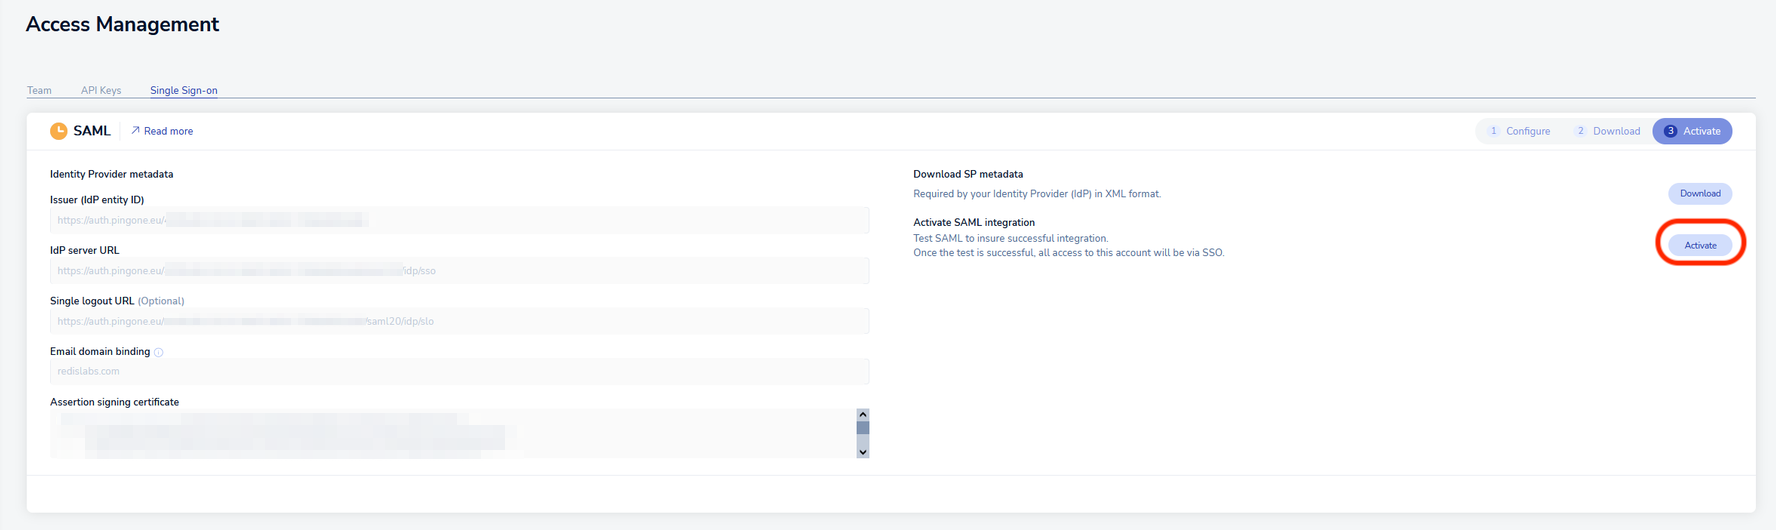 Access Management
Team
API Keys
Single Sign-on
SAML
Read more
1 Configure
2 Download
3 Activate
Identity Provider metadata
Issuer (IdP entity ID)
https://auth.pingone.eu/
IdP server URL
https://auth.pingone.eu/ /idp/sso
Single logout URL (Optional)
https://auth.pingone.eu/ /saml20/idp/slo
Email domain binding
redislabs.com
Assertion signing certificate
Download SP metadata
Required by your Identity Provider (IdP) in XML format.
Download
Activate SAML integration
Test SAML to insure successful integration.
Once the test is successful, all access to this account will be via SSO.
Activate